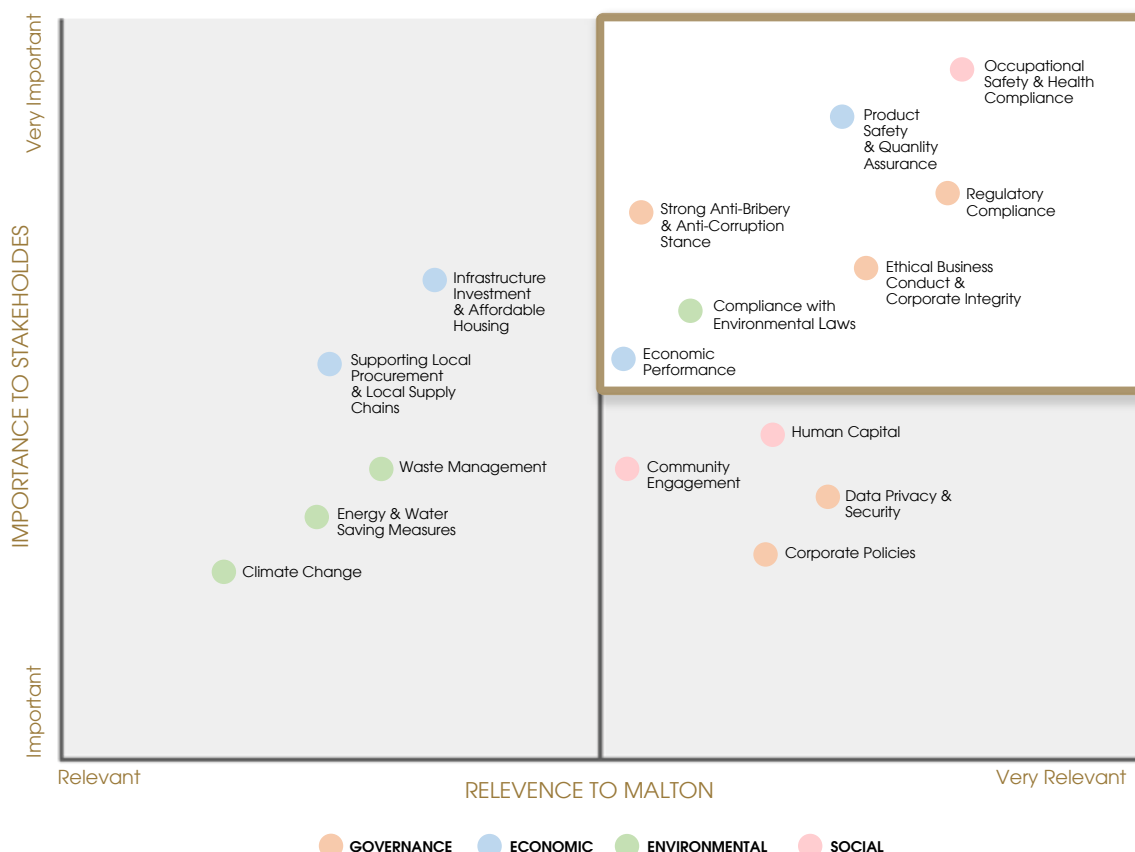 Very Important
IMPORTANCE TO STAKEHOLDES
Important
Occupational
Safety & Health
Compliance
Product
Safety
& Quanlity
Assurance
Regulatory
Compliance
Strong Anti-Bribery
& Anti-Corruption
Stance
Ethical Business
Conduct &
Corporate Integrity
Infrastructure
Investment
& Affordable
Housing
Compliance with
Environmental Laws
Economic
Performance
Supporting Local
Procurement
& Local Supply
Chains
Human Capital
Waste Management
Community
Engagement
Data Privacy &
Security
Energy & Water
Saving Measures
Corporate Policies
Climate Change
Relevant
RELEVENCE TO MALTON
Very Relevant
GOVERNANCE
ECONOMIC
ENVIRONMENTAL
SOCIAL